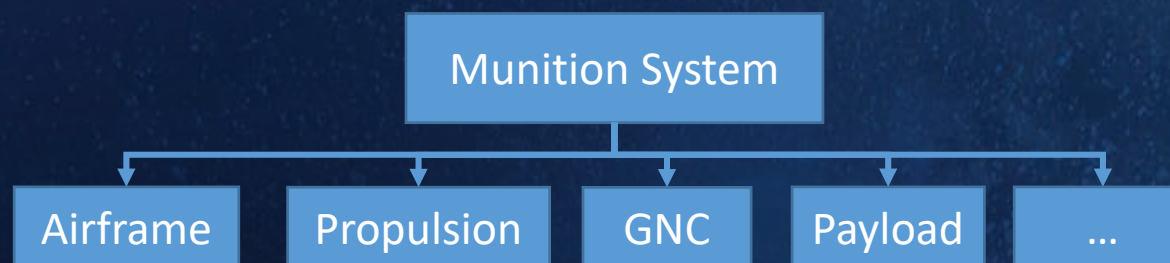 Munition System
Airframe
Propulsion
GNC
Payload
...